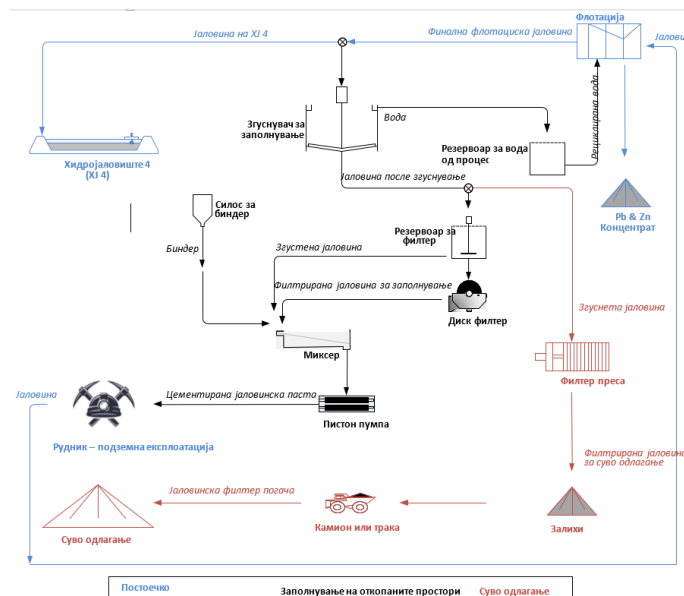 Флотација
Јаловина на ХЈ 4
Финална флотациска јаловина
Јалови
Згуснувач за
заполнување
Вода
Резервоар за вода
од процес
Рециклирана вода
Хидројаловиште 4
(ХЈ 4)
Јаловина после згуснување
Силос за
биндер
Резервоар за
филтер
Pb & Zn
Концентрат
Биндер
Згустена јаловина
Филтрирана јаловина за заполнување
Згуснета јаловина
Диск филтер
Миксер
Филтер преса
Јаловина
Цементирана јаловинска паста
Пистон пумпа
Рудник – подземна експлоатација
Филтрирана јаловина
за суво одлагање
Јаловинска филтер погача
Камион или трака
Залихи
Суво одлагање
Постоечко
Заполнување на откопаните простори
Суво одлагање